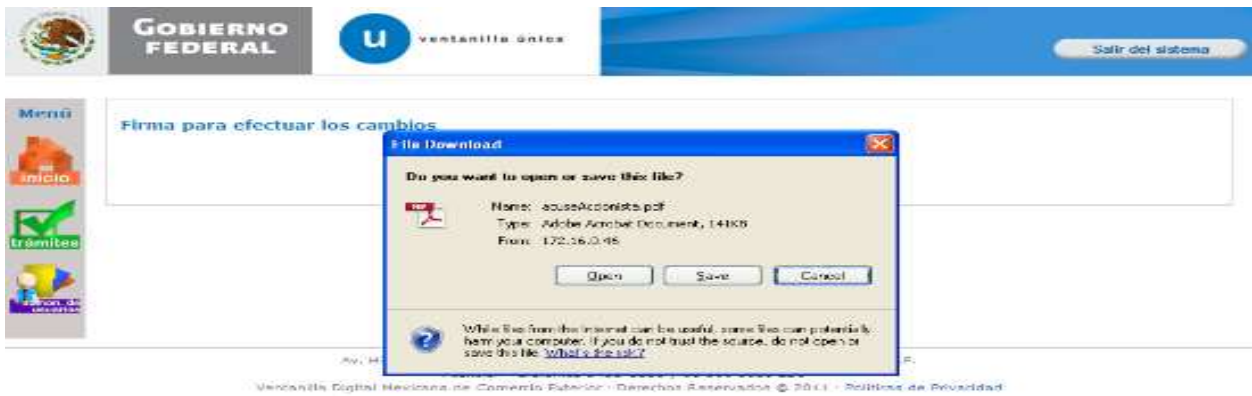 GOBIERNO
FEDERAL
u
ventanilla única
Salir del sistema
Menú
Firma para efectuar los cambios
inicio
trámites
usuarios
File Download
Do you want to open or save this file?
Name: acuseAccionista.pdf
Type: Adobe Acrobat Document, 141KB
From: 172.16.0.46
Open
Save
Cancel
While files from the Internet can be useful, some files can potentially
harm your computer. If you do not trust the source, do not open or
save this file. What's the risk?
Av. H
Ventanilla Digital Mexicana de Comercio Exterior - Derechos Reservados © 2011 - Políticas de Privacidad